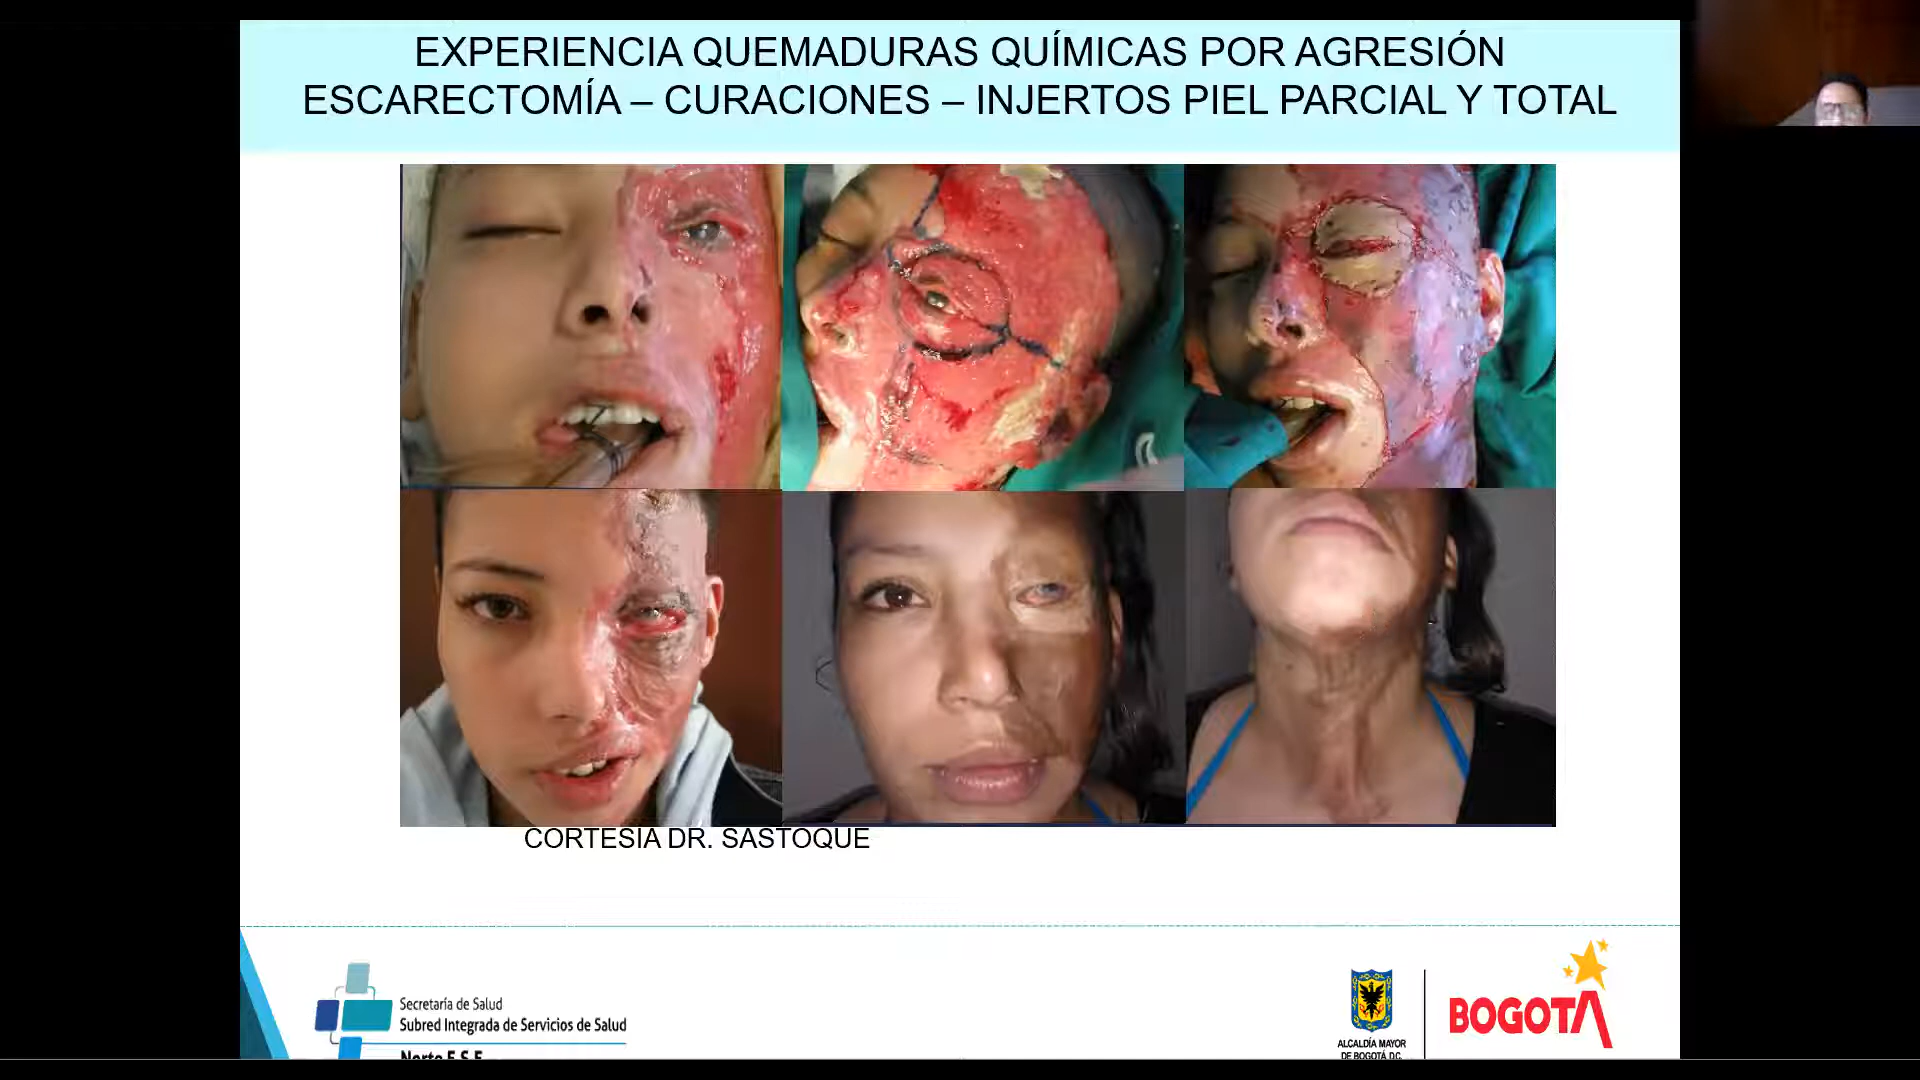 EXPERIENCIA QUEMADURAS QUÍMICAS POR AGRESIÓN
ESCARECTOMÍA – CURACIONES – INJERTOS PIEL PARCIAL Y TOTAL
CORTESIA DR. SASTOQUE
Secretaría de Salud
Subred Integrada de Servicios de Salud
Norte E.S.E.
ALCALDÍA MAYOR
DE BOGOTÁ D.C.
BOGOTÁ